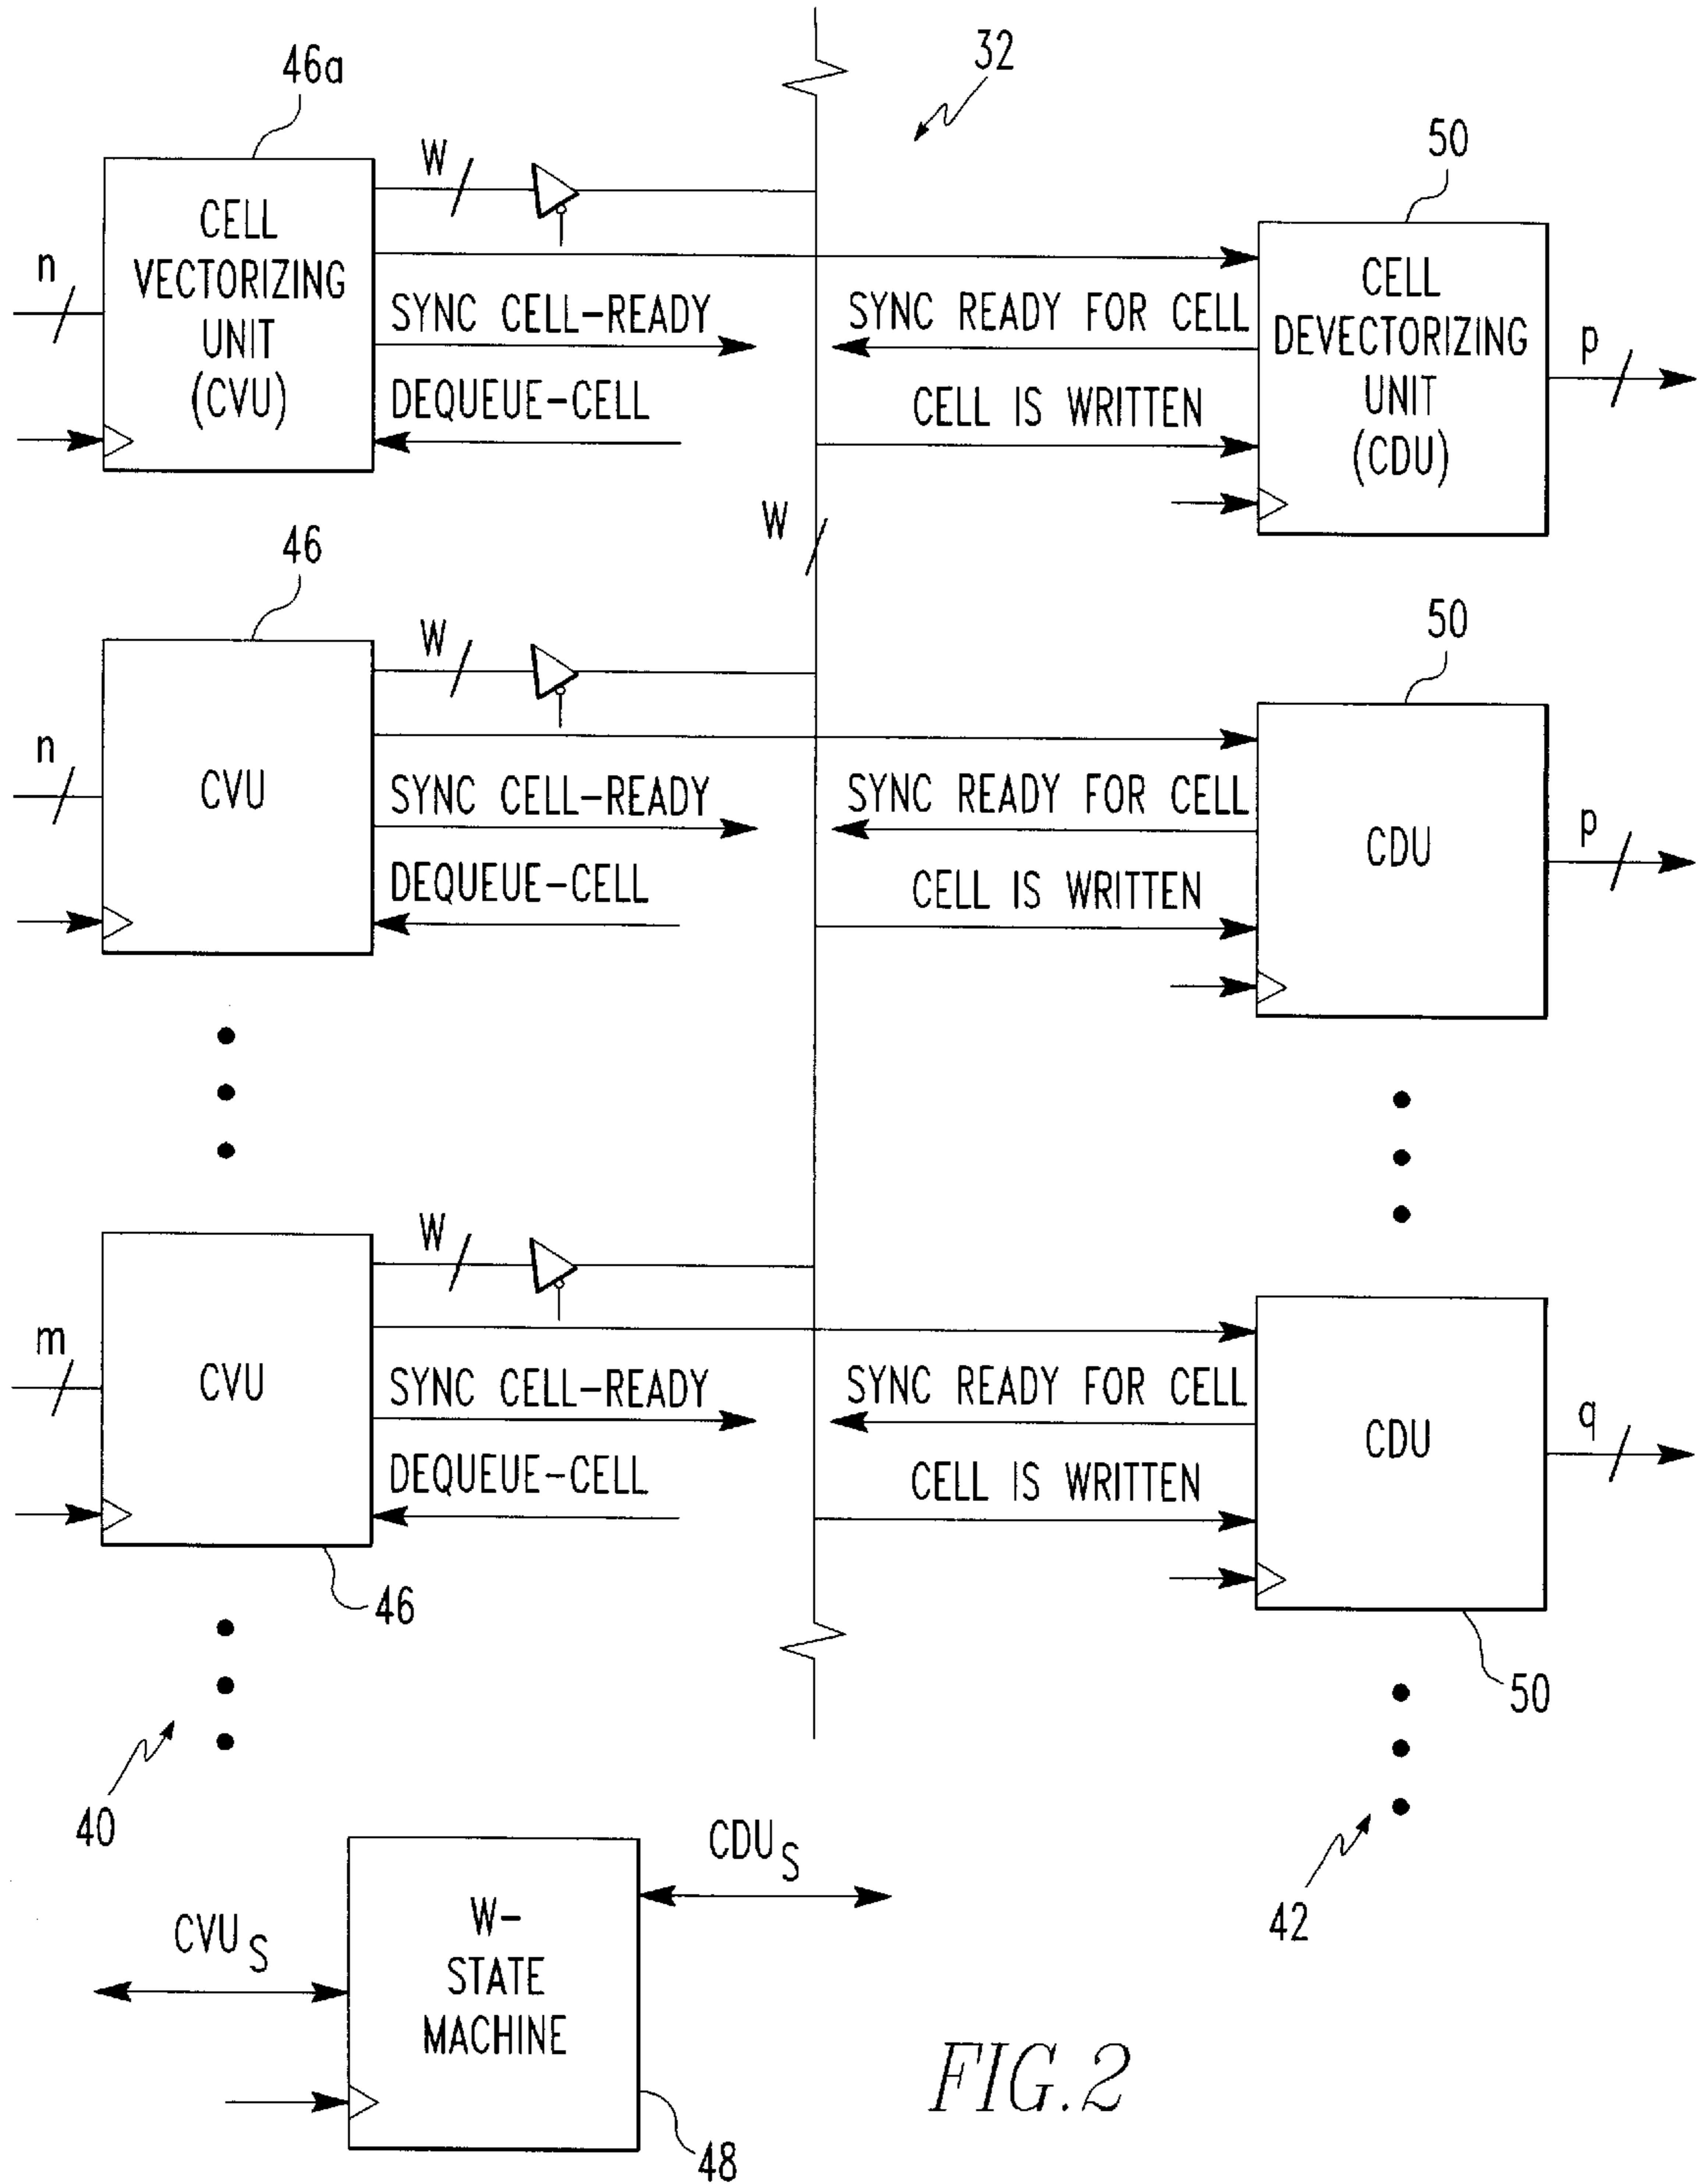 46a
32
W
50
CELL
VECTORIZING
UNIT
(CVU)
n
SYNC CELL-READY
DEQUEUE-CELL
SYNC READY FOR CELL
CELL IS WRITTEN
CELL
DEVECTORIZING
UNIT
(CDU)
p
W
46
W
50
n
CVU
SYNC CELL-READY
DEQUEUE-CELL
SYNC READY FOR CELL
CELL IS WRITTEN
CDU
p
W
m
CVU
SYNC CELL-READY
DEQUEUE-CELL
SYNC READY FOR CELL
CELL IS WRITTEN
CDU
q
46
50
40
42
CVUS
CDUS
W-
STATE
MACHINE
48
FIG.2